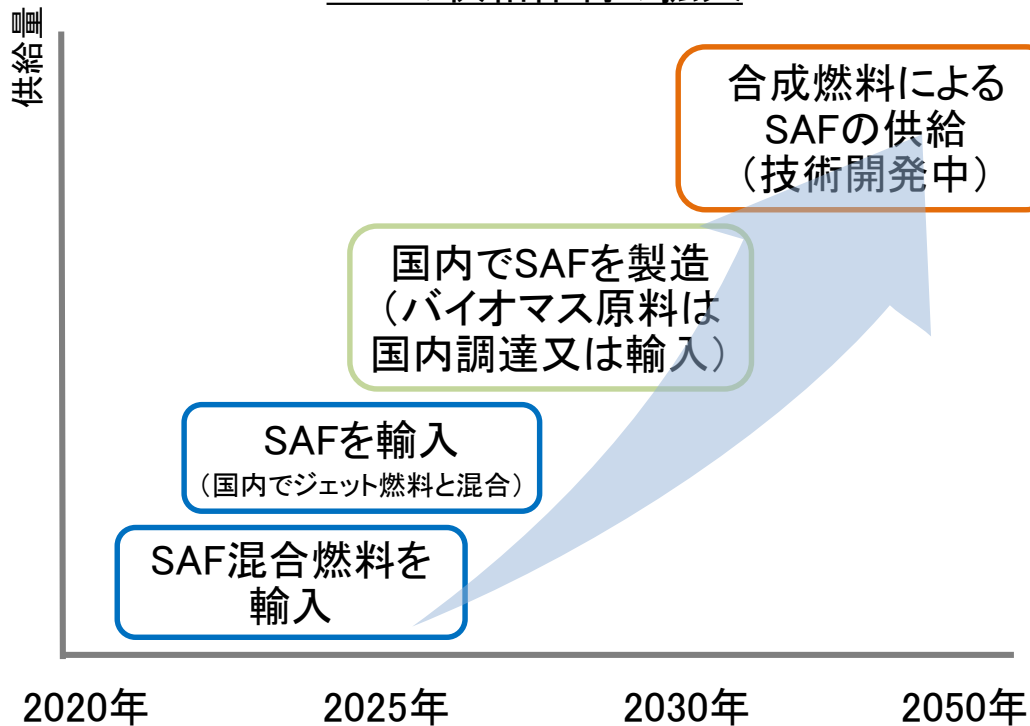 供給量
合成燃料による
SAFの供給
（技術開発中）
国内でSAFを製造
（バイオマス原料は
国内調達又は輸入）
SAFを輸入
（国内でジェット燃料と混合）
SAF混合燃料を
輸入
2020年
2025年
2030年
2050年